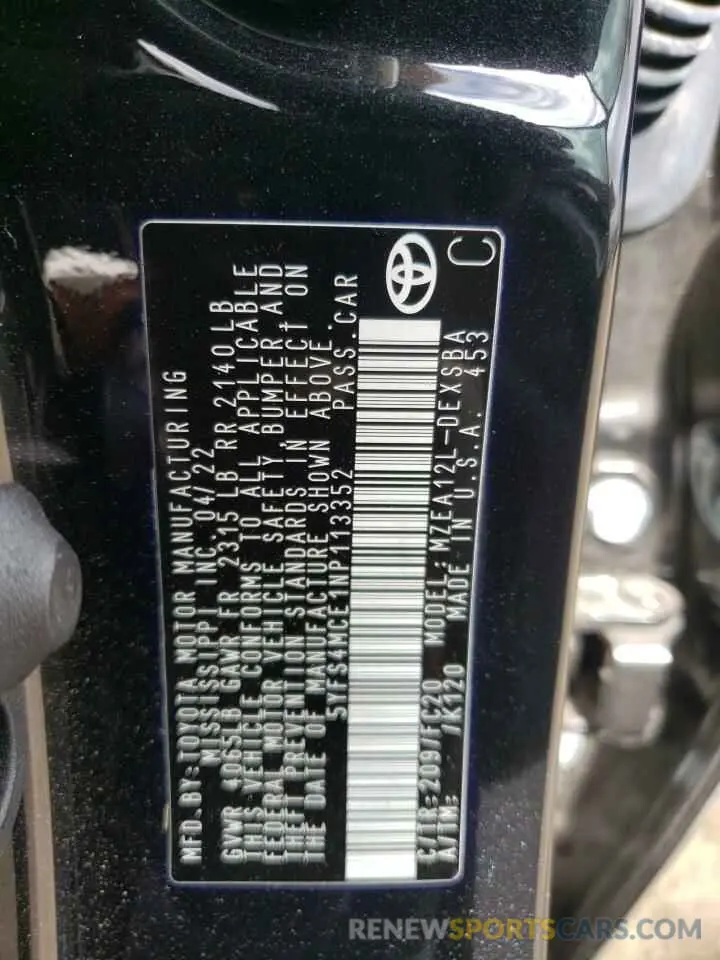 MFD.BY:TOYOTA MOTOR MANUFACTURING
MISSISSIPPI INC. 04/22
GVWR 4065LB GAWR FR 2315 LB RR 2140LB
THIS VEHICLE CONFORMS TO ALL APPLICABLE
FEDERAL MOTOR VEHICLE SAFETY, BUMPER, AND
THEFT PREVENTION STANDARDS IN EFFECT ON
THE DATE OF MANUFACTURE SHOWN ABOVE.
5YFS4MCE1NP113352 PASS.CAR
C/TR:209/FC20 MODEL:MZEA12L-DEXSBA
A/TM: /K120 MADE IN U.S.A. 453
C
RENEWSPORTSCARS.COM